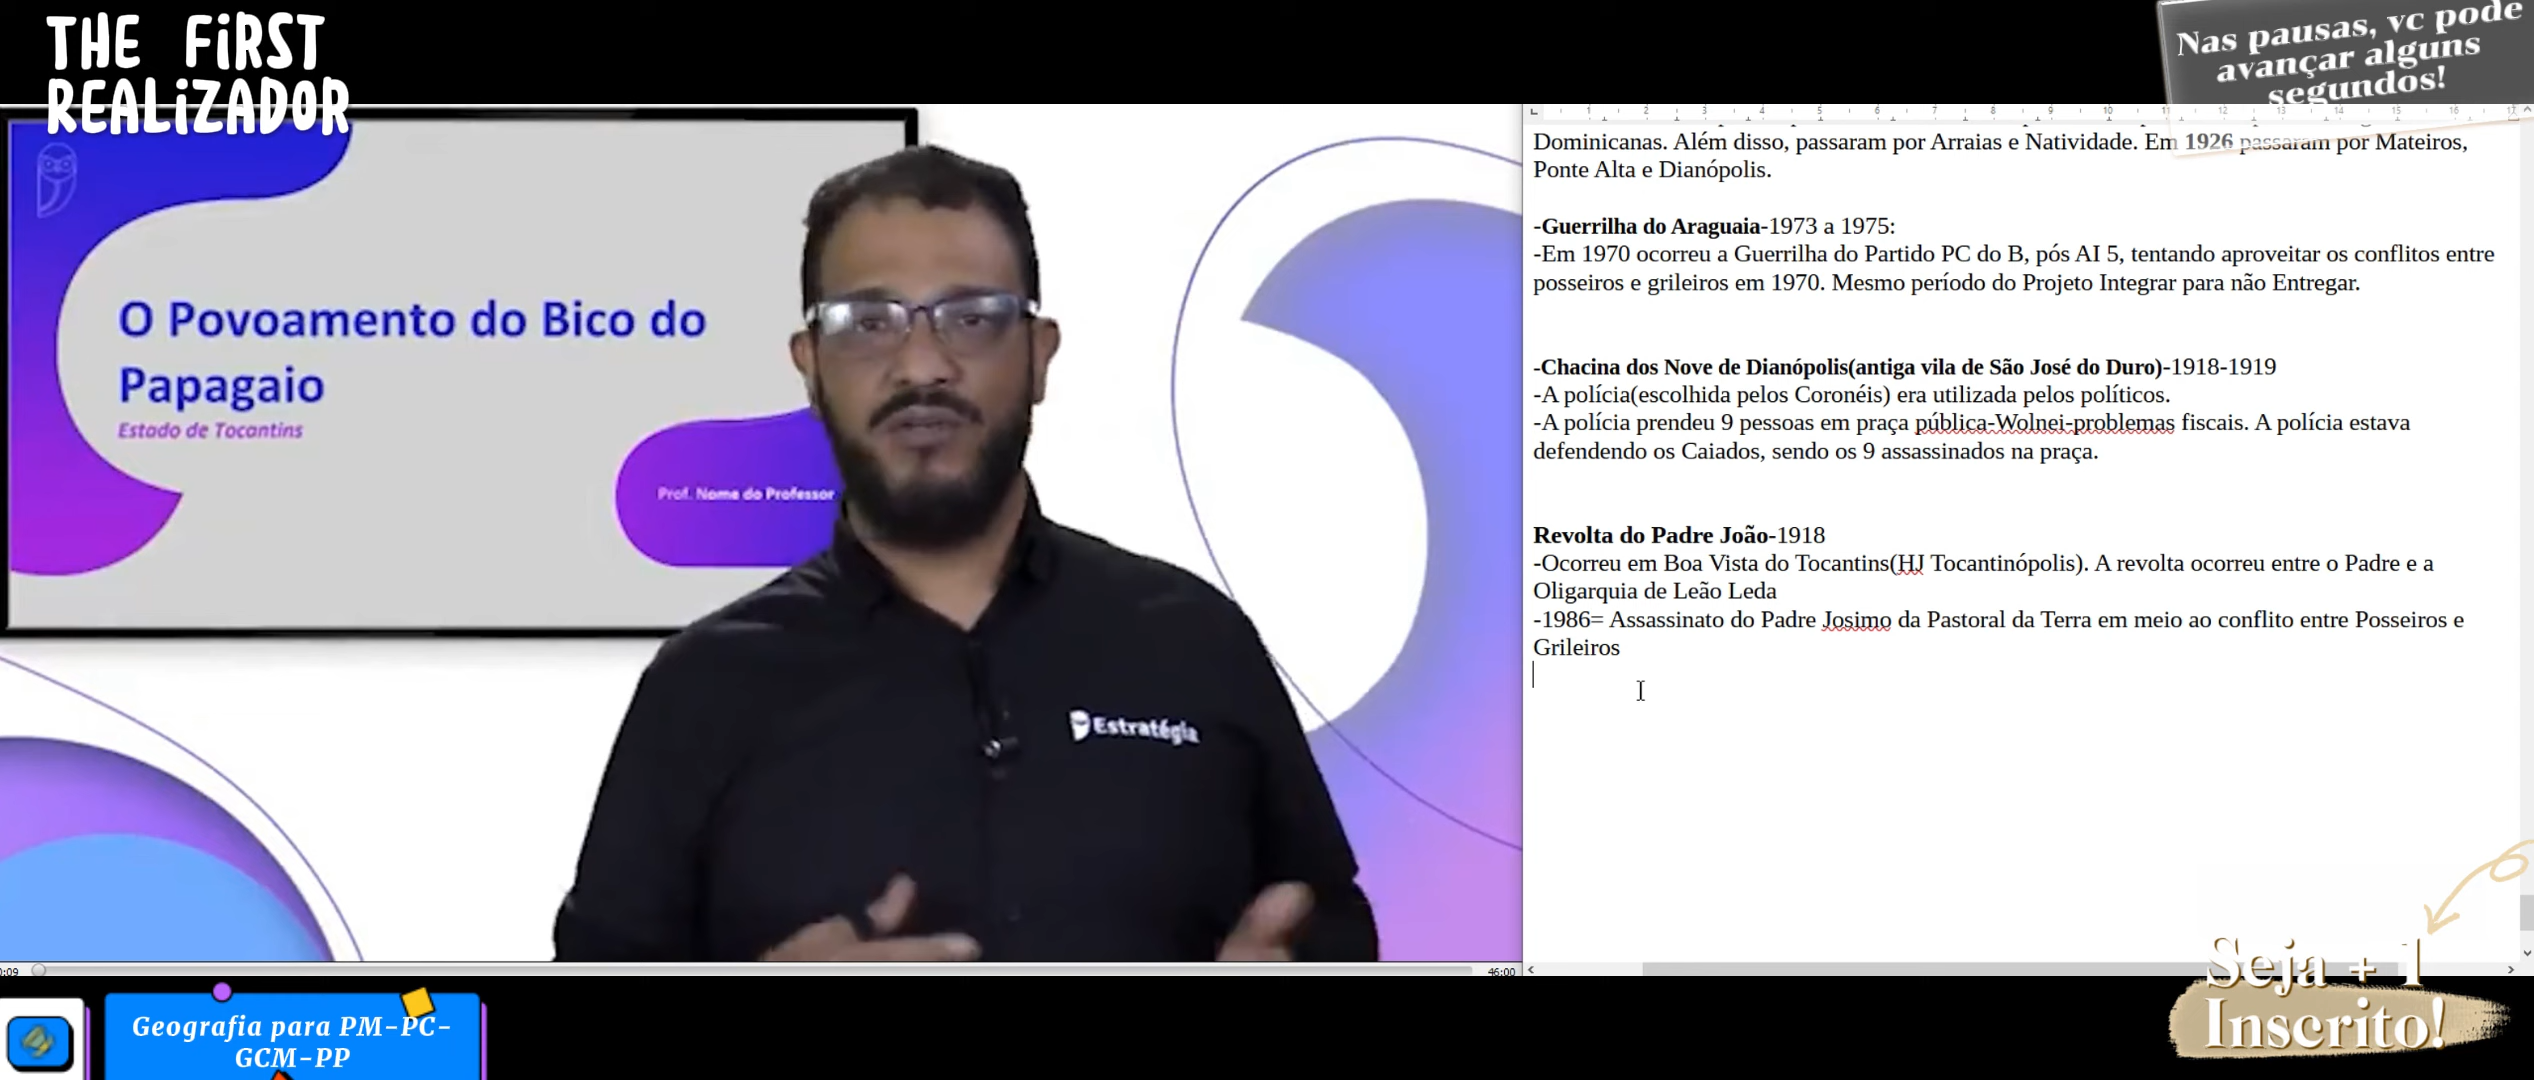 THE FiRST
REALiZADOR
Nas pausas, vc pode
avançar alguns
segundos!
O Povoamento do Bico do
Papagaio
Estado de Tocantins
Prof. Nome do Professor
Estratégia
Dominicanas. Além disso, passaram por Arraias e Natividade. Em 1926 passaram por Mateiros,
Ponte Alta e Dianópolis.
-Guerrilha do Araguaia-1973 a 1975:
-Em 1970 ocorreu a Guerrilha do Partido PC do B, pós AI 5, tentando aproveitar os conflitos entre
posseiros e grileiros em 1970. Mesmo período do Projeto Integrar para não Entregar.
-Chacina dos Nove de Dianópolis(antiga vila de São José do Duro)-1918-1919
-A polícia(escolhida pelos Coronéis) era utilizada pelos políticos.
-A polícia prendeu 9 pessoas em praça pública-Wolnei-problemas fiscais. A polícia estava
defendendo os Caiados, sendo os 9 assassinados na praça.
Revolta do Padre João-1918
-Ocorreu em Boa Vista do Tocantins(HJ Tocantinópolis). A revolta ocorreu entre o Padre e a
Oligarquia de Leão Leda
-1986= Assassinato do Padre Josimo da Pastoral da Terra em meio ao conflito entre Posseiros e
Grileiros
46:00
Geografia para PM-PC-
GCM-PP
Seja + 1
Inscrito!